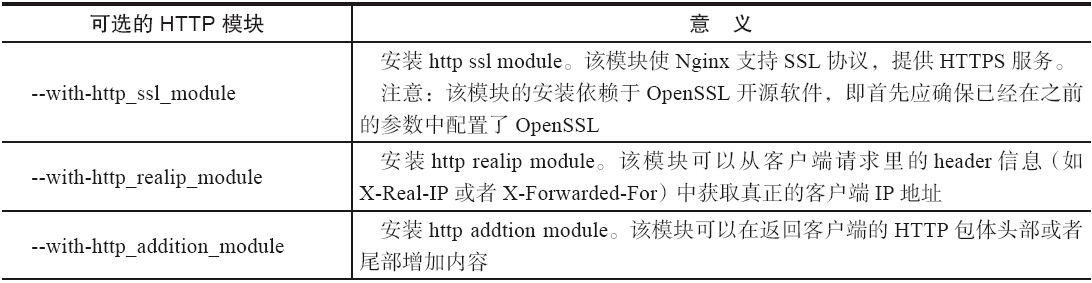 可选的 HTTP 模块
意 义
--with-http_ssl_module
安装 http ssl module。该模块使 Nginx 支持 SSL 协议，提供 HTTPS 服务。
注意：该模块的安装依赖于 OpenSSL 开源软件，即首先应确保已经在之前
的参数中配置了 OpenSSL
--with-http_realip_module
安装 http realip module。该模块可以从客户端请求里的 header 信息（如
X-Real-IP 或者 X-Forwarded-For）中获取真正的客户端 IP 地址
--with-http_addition_module
安装 http addtion module。该模块可以在返回客户端的 HTTP 包体头部或者
尾部增加内容